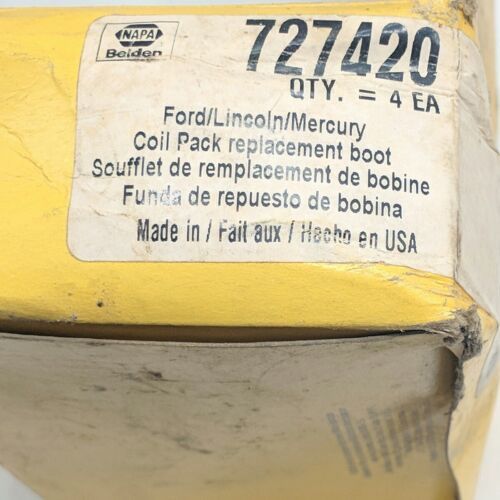 NAPA
Belden
727420
QTY. = 4 EA
Ford/Lincoln/Mercury
Coil Pack replacement boot
Soufflet de remplacement de bobine
Funda de repuesto de bobina
Made in / Fait aux / Hecho en USA